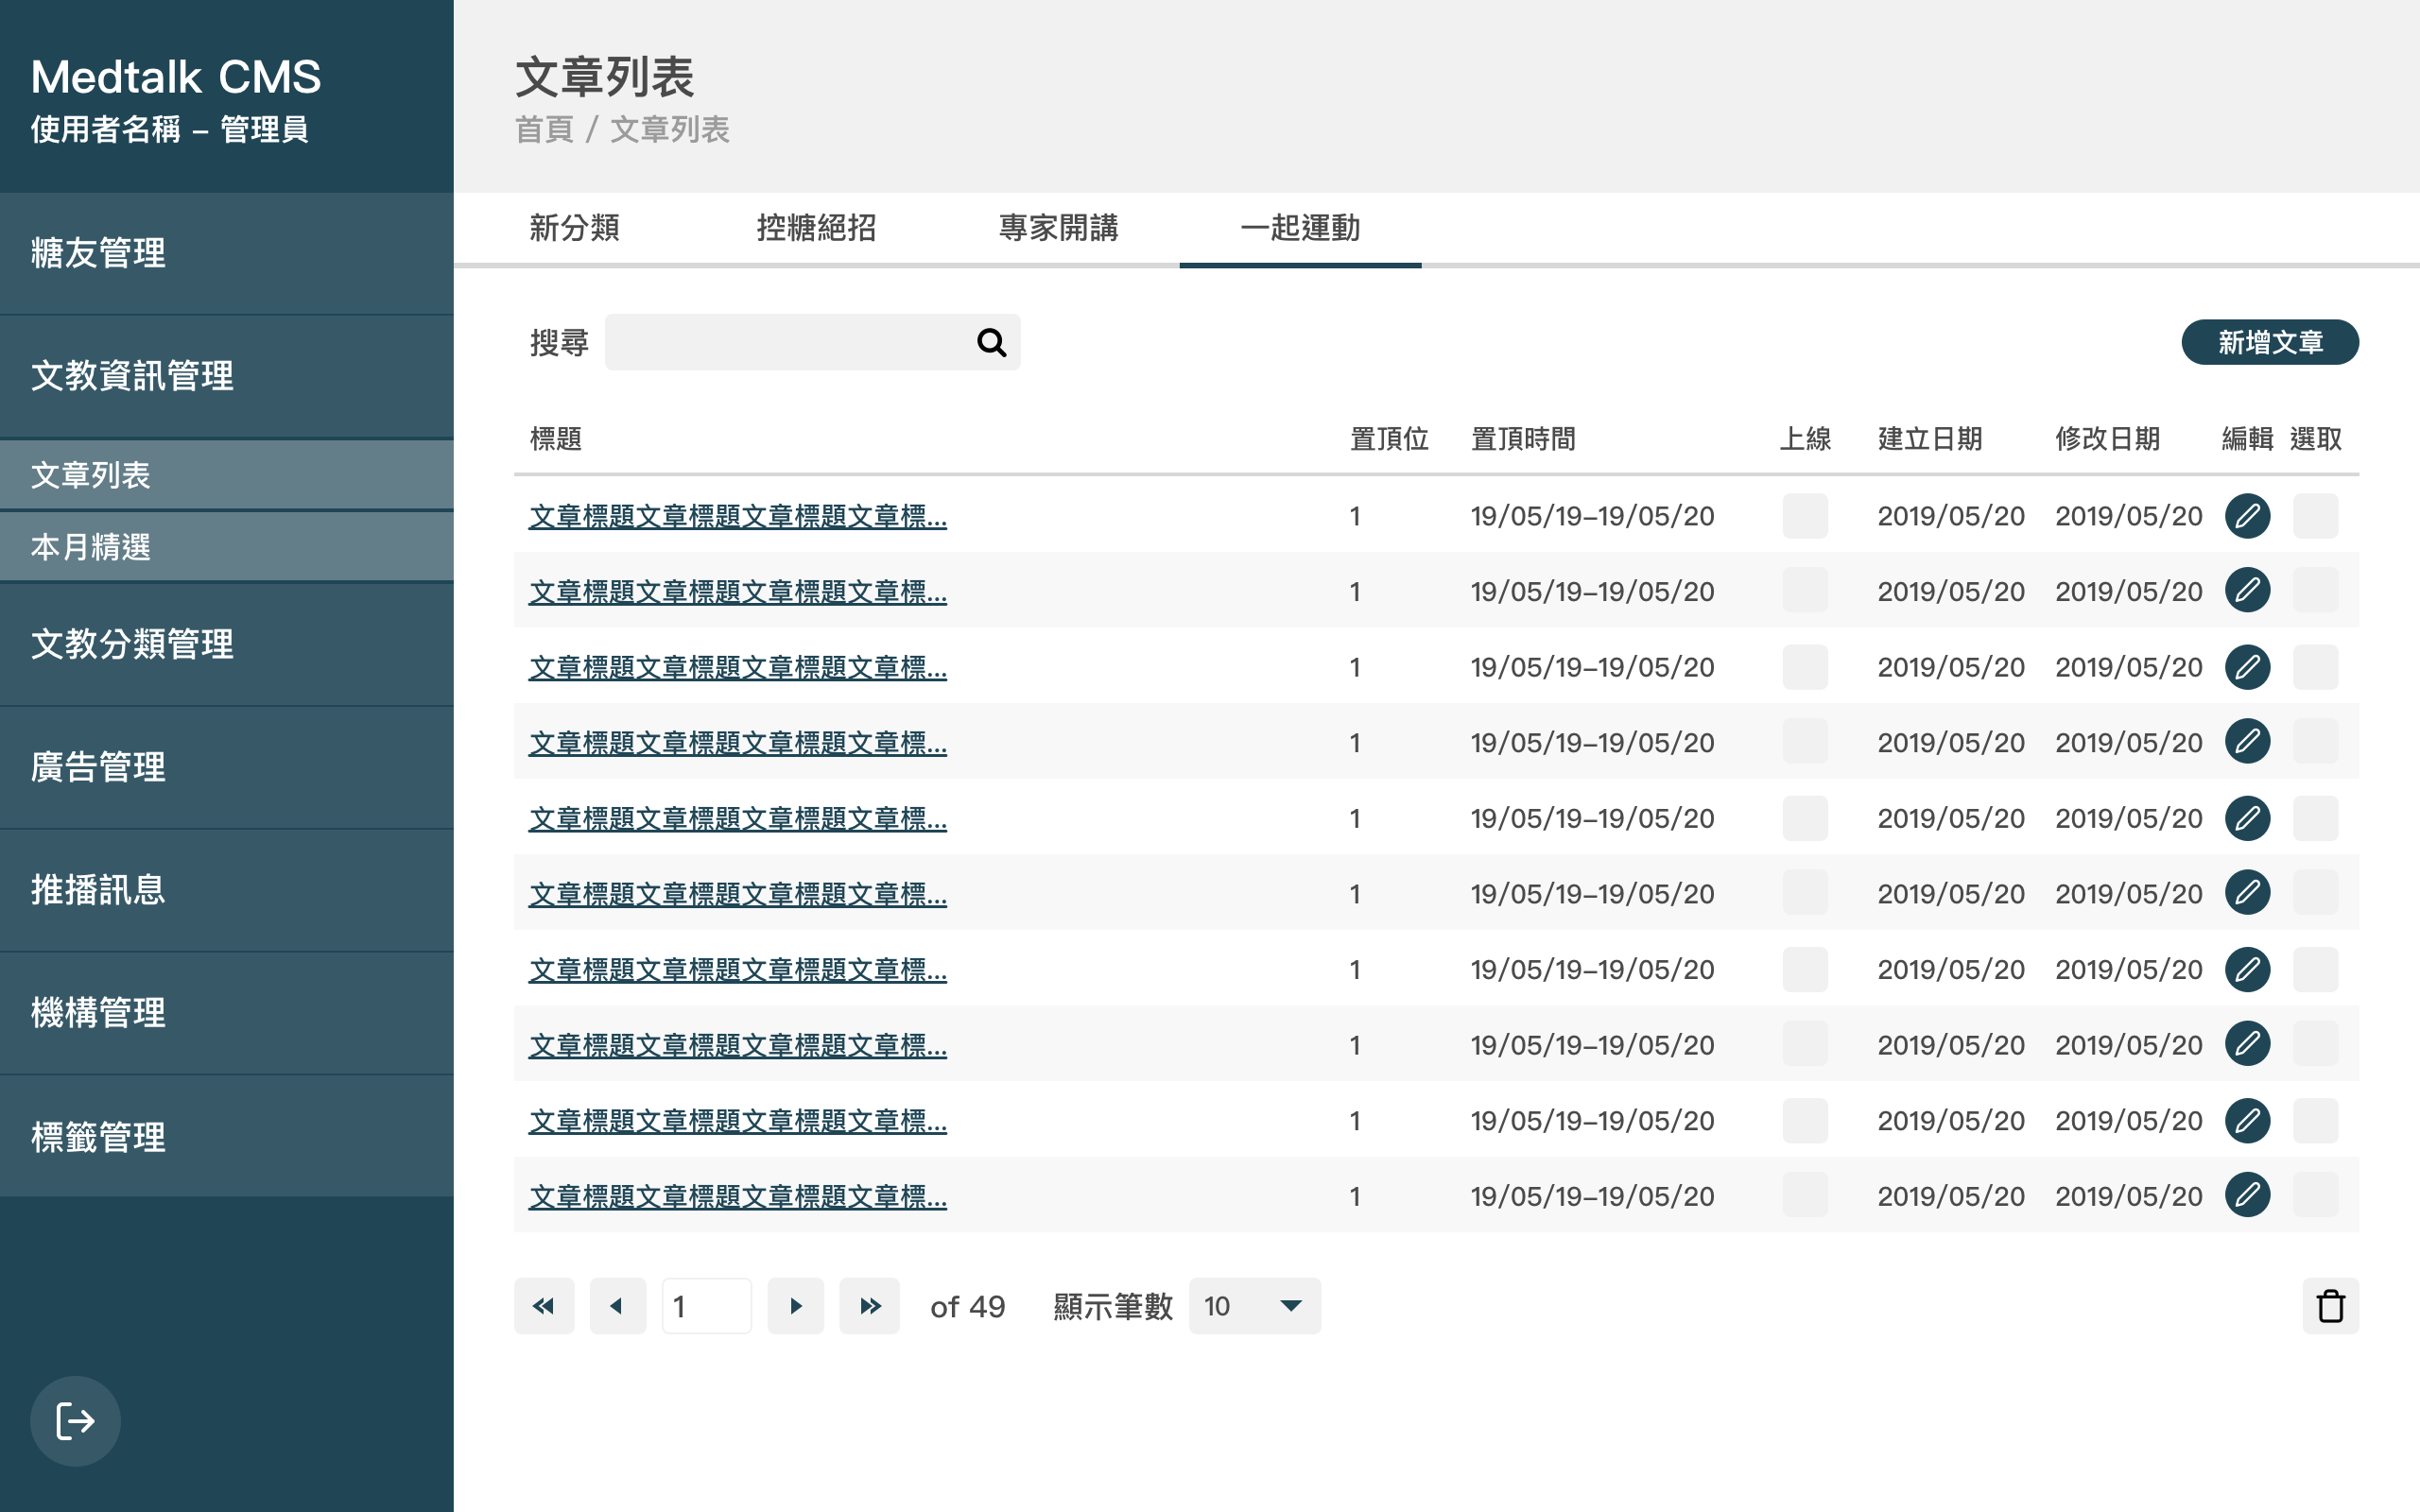 Medtalk CMS
使用者名稱 – 管理員
糖友管理
文教資訊管理
文章列表
本月精選
文教分類管理
廣告管理
推播訊息
機構管理
標籤管理
文章列表
首頁 / 文章列表
新分類 控糖絕招 專家開講 一起運動
搜尋 新增文章
標題 置頂位 置頂時間 上線 建立日期 修改日期 編輯 選取
文章標題文章標題文章標題文章標... 1 19/05/19–19/05/20 2019/05/20 2019/05/20
文章標題文章標題文章標題文章標... 1 19/05/19–19/05/20 2019/05/20 2019/05/20
文章標題文章標題文章標題文章標... 1 19/05/19–19/05/20 2019/05/20 2019/05/20
文章標題文章標題文章標題文章標... 1 19/05/19–19/05/20 2019/05/20 2019/05/20
文章標題文章標題文章標題文章標... 1 19/05/19–19/05/20 2019/05/20 2019/05/20
文章標題文章標題文章標題文章標... 1 19/05/19–19/05/20 2019/05/20 2019/05/20
文章標題文章標題文章標題文章標... 1 19/05/19–19/05/20 2019/05/20 2019/05/20
文章標題文章標題文章標題文章標... 1 19/05/19–19/05/20 2019/05/20 2019/05/20
文章標題文章標題文章標題文章標... 1 19/05/19–19/05/20 2019/05/20 2019/05/20
文章標題文章標題文章標題文章標... 1 19/05/19–19/05/20 2019/05/20 2019/05/20
1 of 49 顯示筆數 10